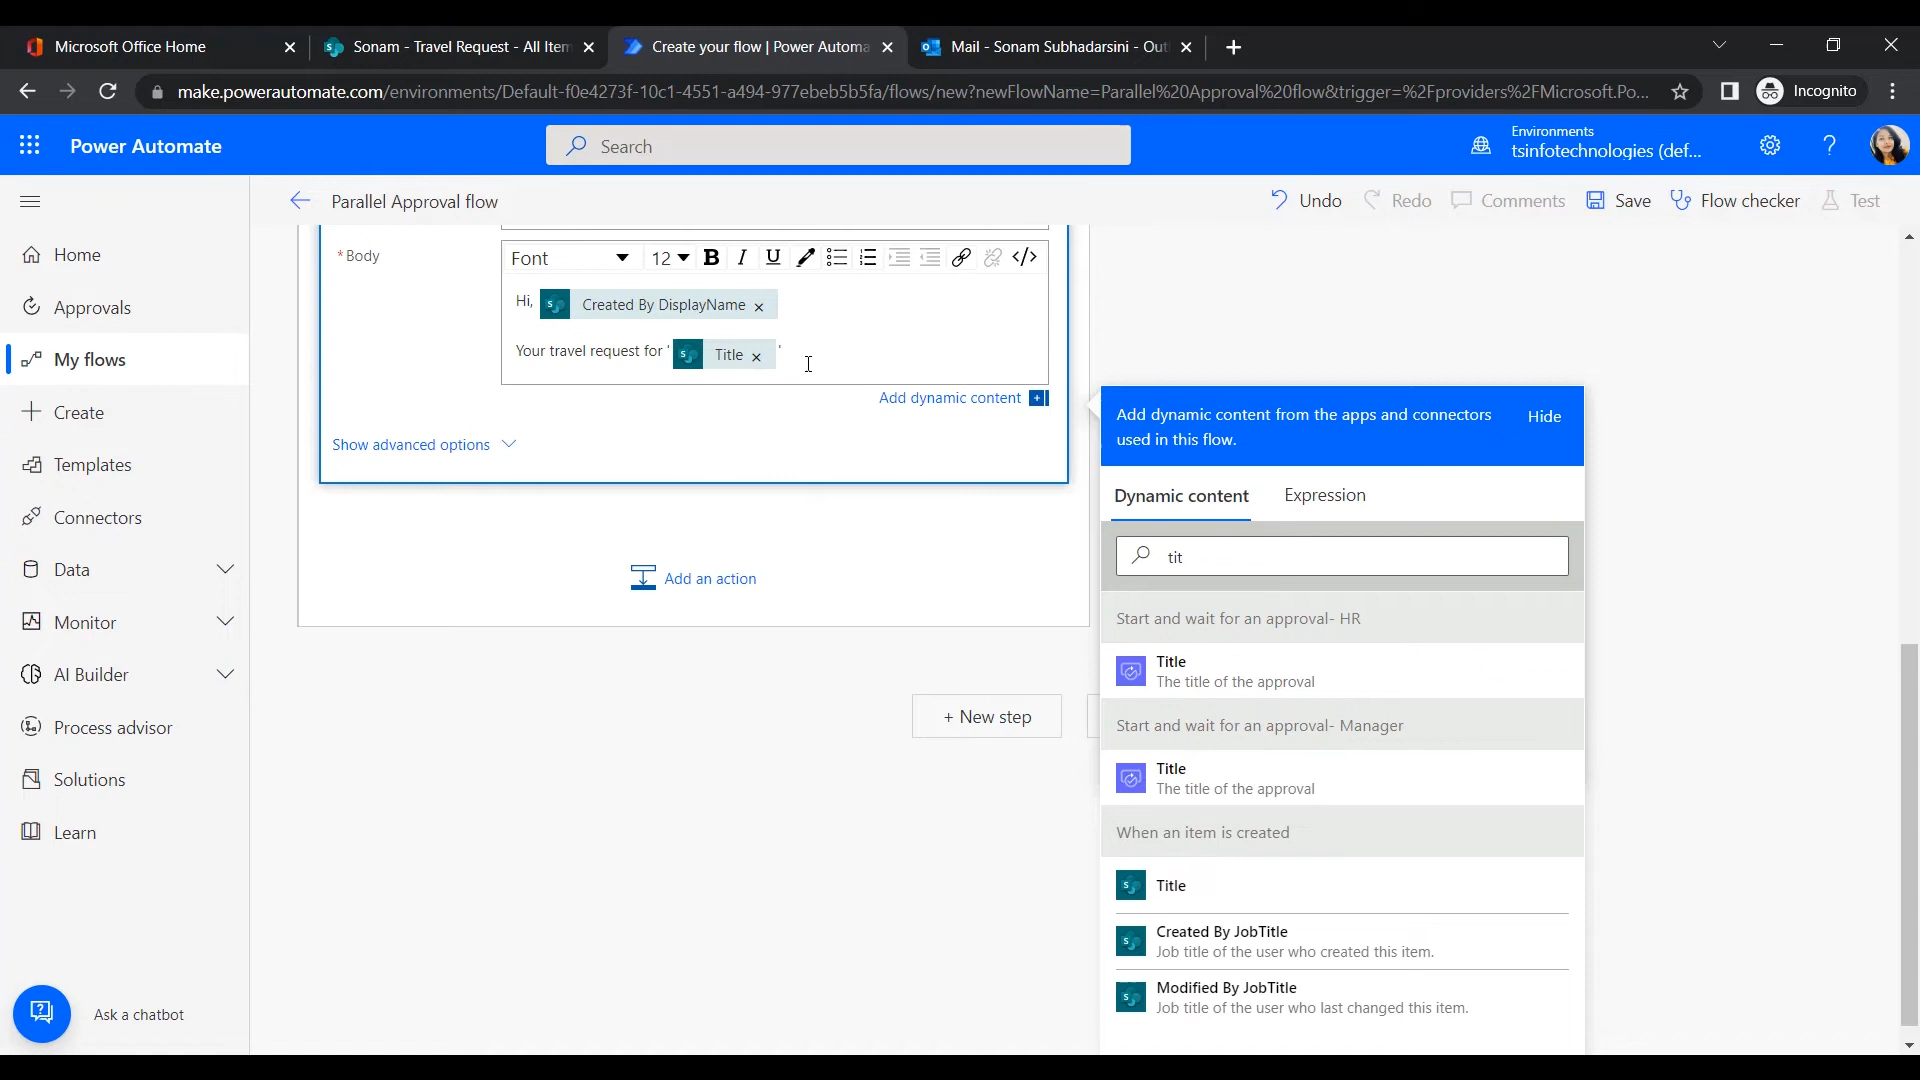 Microsoft Office Home
Sonam - Travel Request - All Item
Create your flow | Power Automa
Mail - Sonam Subhadarsini - Out
make.powerautomate.com/environments/Default-f0e4273f-10c1-4551-a494-977ebeb5b5fa/flows/new?newFlowName=Parallel%20Approval%20flow&trigger=%2Fproviders%2FMicrosoft.Po...
Incognito
Power Automate
Search
Environments
tsinfotechnologies (def...
Parallel Approval flow
Undo
Redo
Comments
Save
Flow checker
Test
Home
Approvals
My flows
Create
Templates
Connectors
Data
Monitor
AI Builder
Process advisor
Solutions
Learn
Ask a chatbot
* Body
Font
12
B
I
U
</>
Hi, Created By DisplayName ×
Your travel request for ' Title × '
Add dynamic content
Show advanced options
Add an action
+ New step
Add dynamic content from the apps and connectors
used in this flow.
Hide
Dynamic content
Expression
tit
Start and wait for an approval- HR
Title
The title of the approval
Start and wait for an approval- Manager
Title
The title of the approval
When an item is created
Title
Created By JobTitle
Job title of the user who created this item.
Modified By JobTitle
Job title of the user who last changed this item.